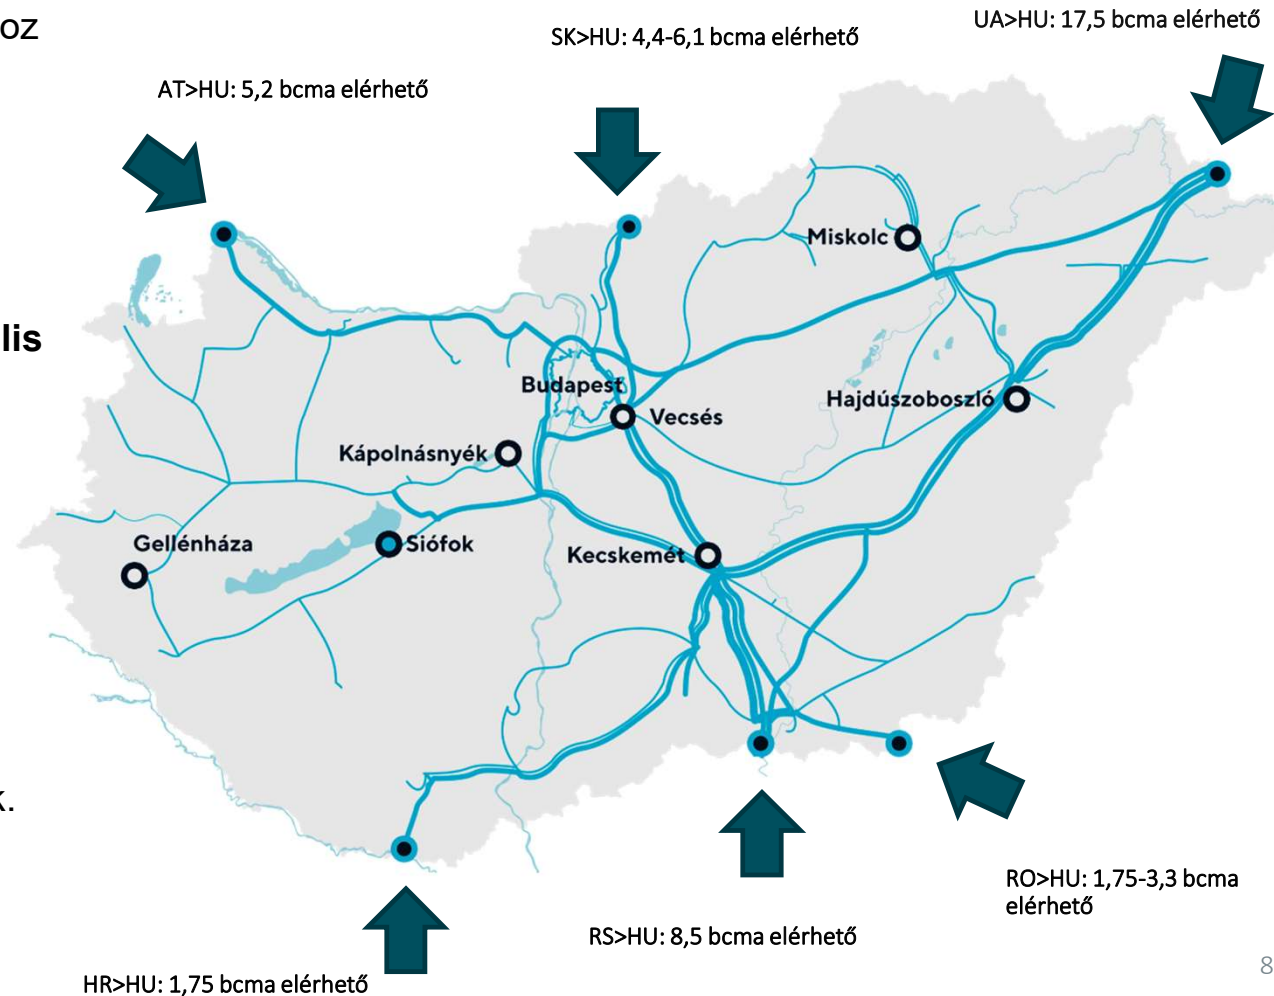 oz
UA>HU: 17,5 bcma elérhető
SK>HU: 4,4-6,1 bcma elérhető
AT>HU: 5,2 bcma elérhető
Miskolc
lis
Budapest
Hajdúszoboszló
Vecsés
Kápolnásnyék
Gellénháza
Siófok
Kecskemét
k.
RO>HU: 1,75-3,3 bcma
elérhető
RS>HU: 8,5 bcma elérhető
8
HR>HU: 1,75 bcma elérhető